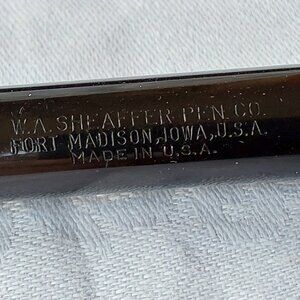 W.A.SHEAFFER PEN CO.
FORT MADISON, IOWA, U.S.A.
MADE IN U.S.A.